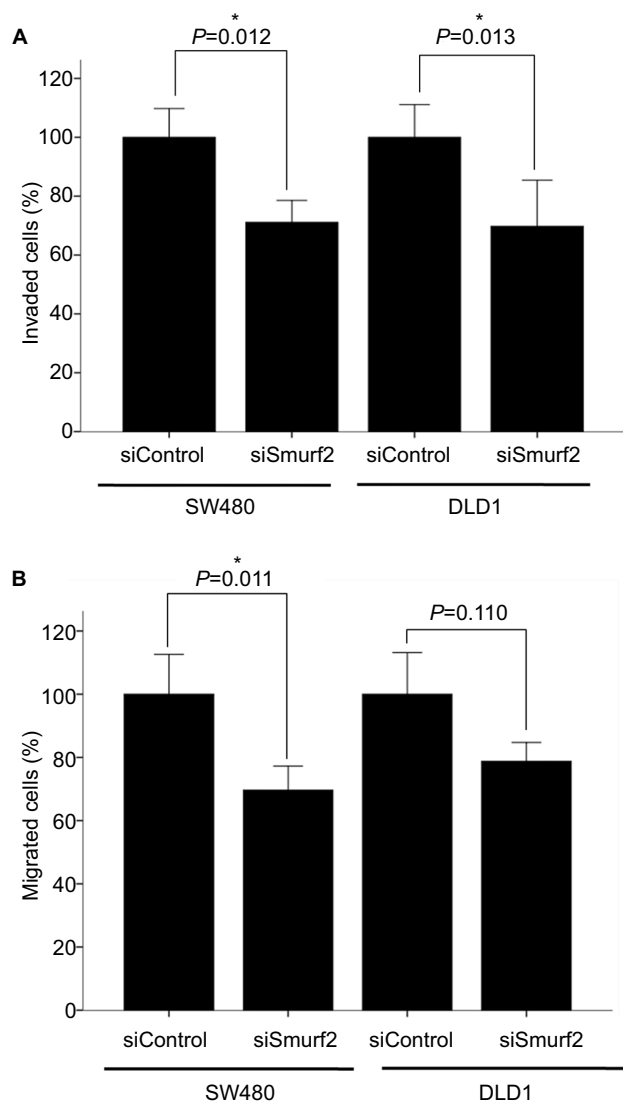 A
* *
P=0.012 P=0.013
120
100
80
60
40
20
0
Invaded cells (%)
siControl siSmurf2 siControl siSmurf2
SW480 DLD1
B
*
P=0.011
P=0.110
120
100
80
60
40
20
0
Migrated cells (%)
siControl siSmurf2 siControl siSmurf2
SW480 DLD1